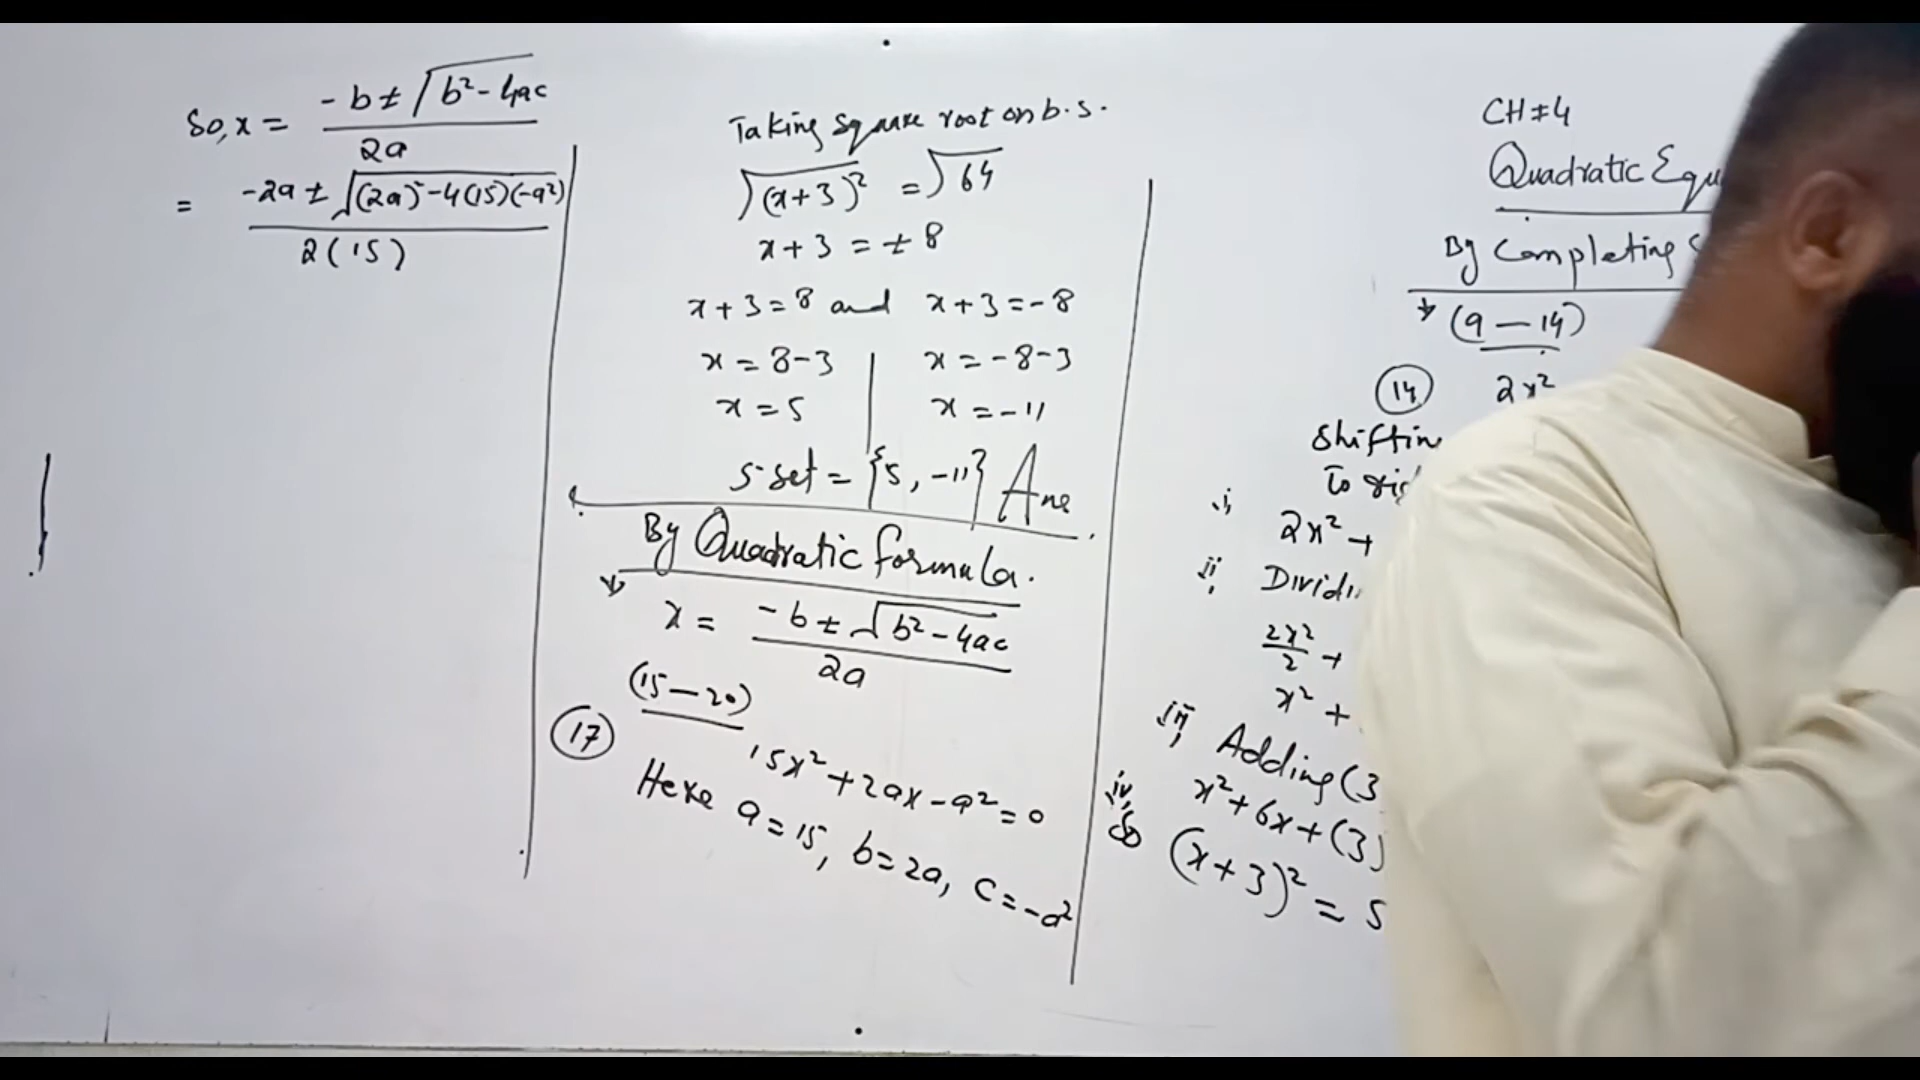 So, x = -b ± √b² - 4ac
2a
= -2a ± √(2a)² - 4(15)(-a²)
2(15)
Taking square root on b.s.
√(x+3)² = √64
x + 3 = ± 8
x + 3 = 8 and x + 3 = -8
x = 8 - 3 x = -8 - 3
x = 5 x = -11
S-set = {5, -11} Ans
By Quadratic formula.
x = -b ± √b² - 4ac
2a
(15 — 20)
17 15x² + 2ax - a² = 0
Here a = 15, b = 2a, c = -a²
CH # 4
Quadratic
By Completing
(9 — 14)
14 2x²
To
i, 2x² +
ii,
2x²/2 +
x² +
iii, Adding (3
iv, x² + 6x + (3)
So (x+3)² =